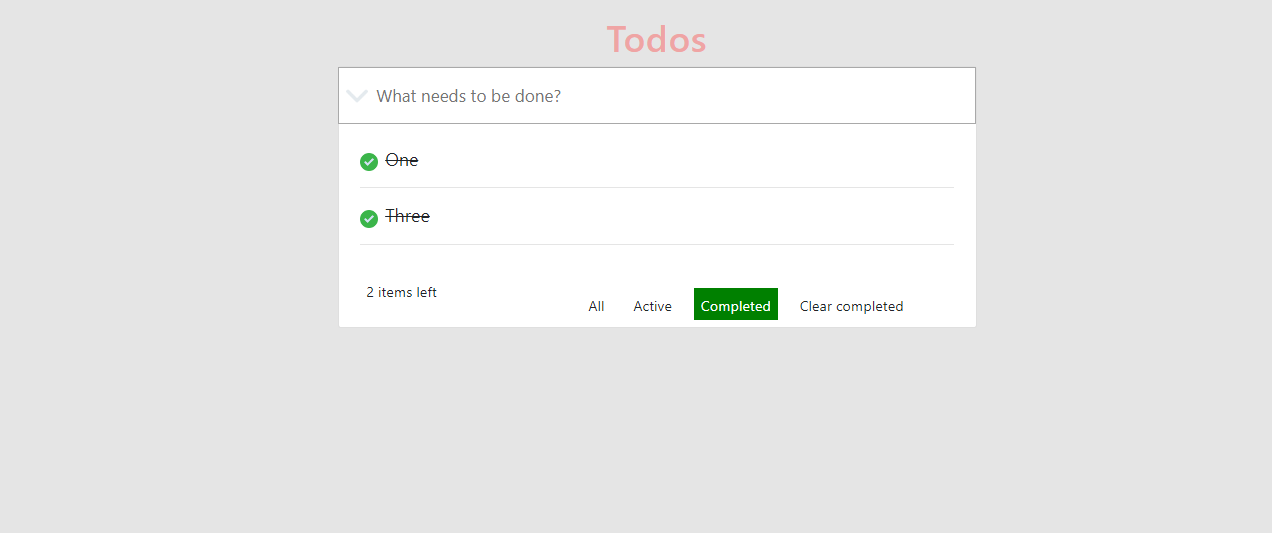 Todos
What needs to be done?
One
Three
2 items left
All Active Completed Clear completed